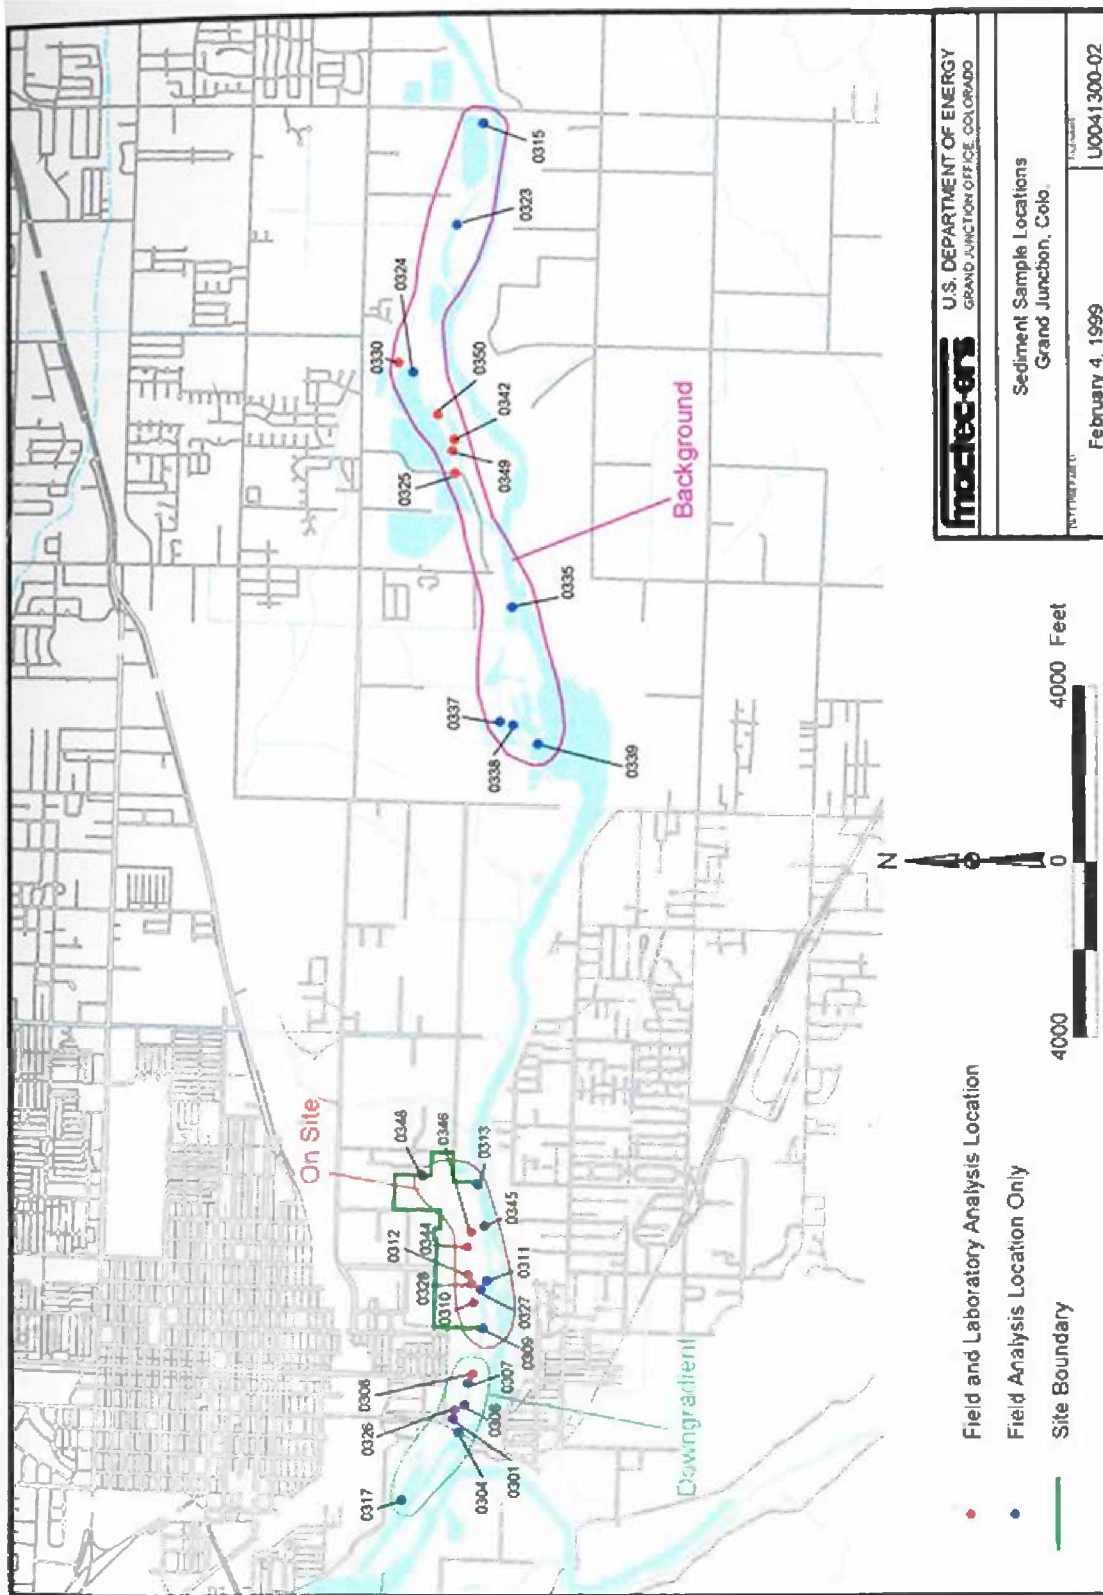 On Site
Downgradient
Background
0348
0346
0313
0345
0344
0312
0328
0310
0311
0327
0309
0307
0326
0301
0304
0317
0330
0324
0350
0342
0349
0325
0323
0315
0335
0337
0338
0339
Field and Laboratory Analysis Location
Field Analysis Location Only
Site Boundary
N
4000 0 4000 Feet
mactec-ers
U.S. DEPARTMENT OF ENERGY
GRAND JUNCTION OFFICE, COLORADO
Sediment Sample Locations
Grand Junction, Colo.
February 4, 1999
U0041300-02